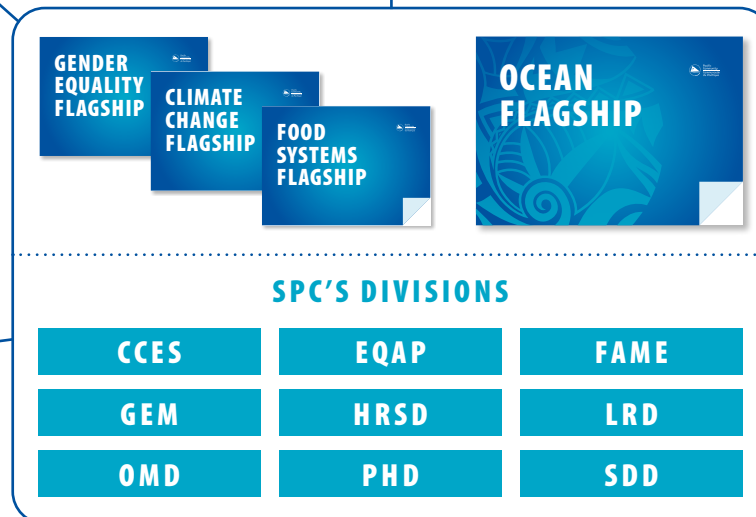 GENDER
EQUALITY
FLAGSHIP
CLIMATE
CHANGE
FLAGSHIP
FOOD
SYSTEMS
FLAGSHIP
OCEAN
FLAGSHIP
SPC'S DIVISIONS
CCES EQAP FAME
GEM HRSD LRD
OMD PHD SDD